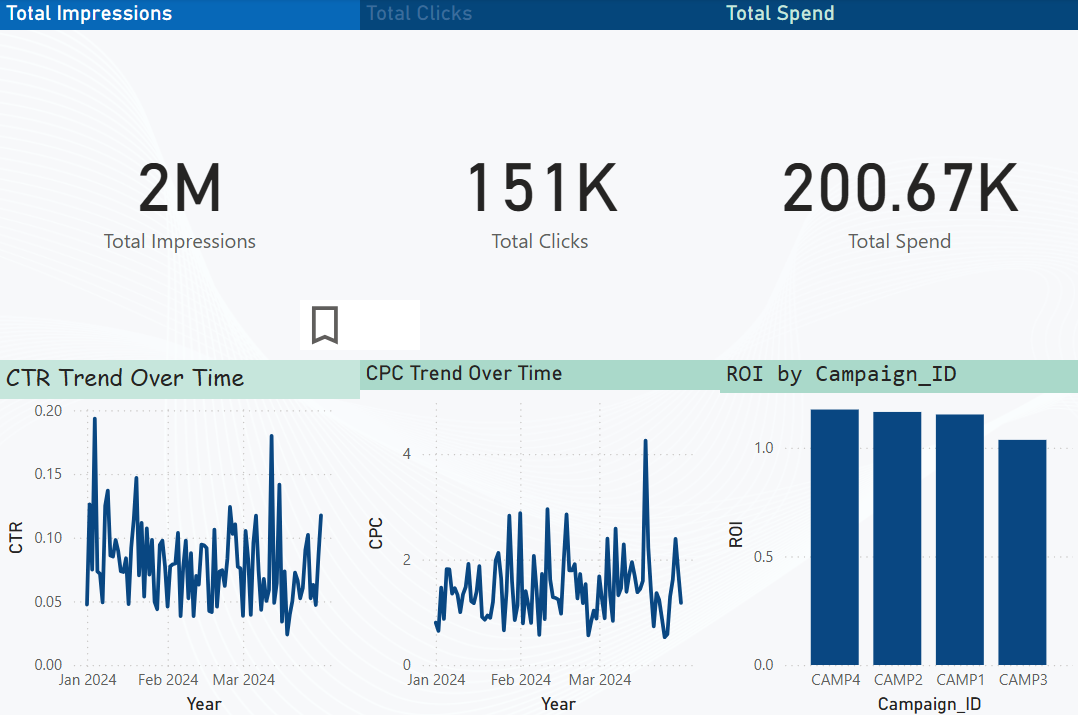 Total Impressions
Total Clicks
Total Spend
2M
Total Impressions
151K
Total Clicks
200.67K
Total Spend
CTR Trend Over Time
0.20
0.15
0.10
0.05
0.00
CTR
Jan 2024
Feb 2024
Mar 2024
Year
CPC Trend Over Time
4
2
0
CPC
Jan 2024
Feb 2024
Mar 2024
Year
ROI by Campaign_ID
1.0
0.5
0.0
ROI
CAMP4
CAMP2
CAMP1
CAMP3
Campaign_ID